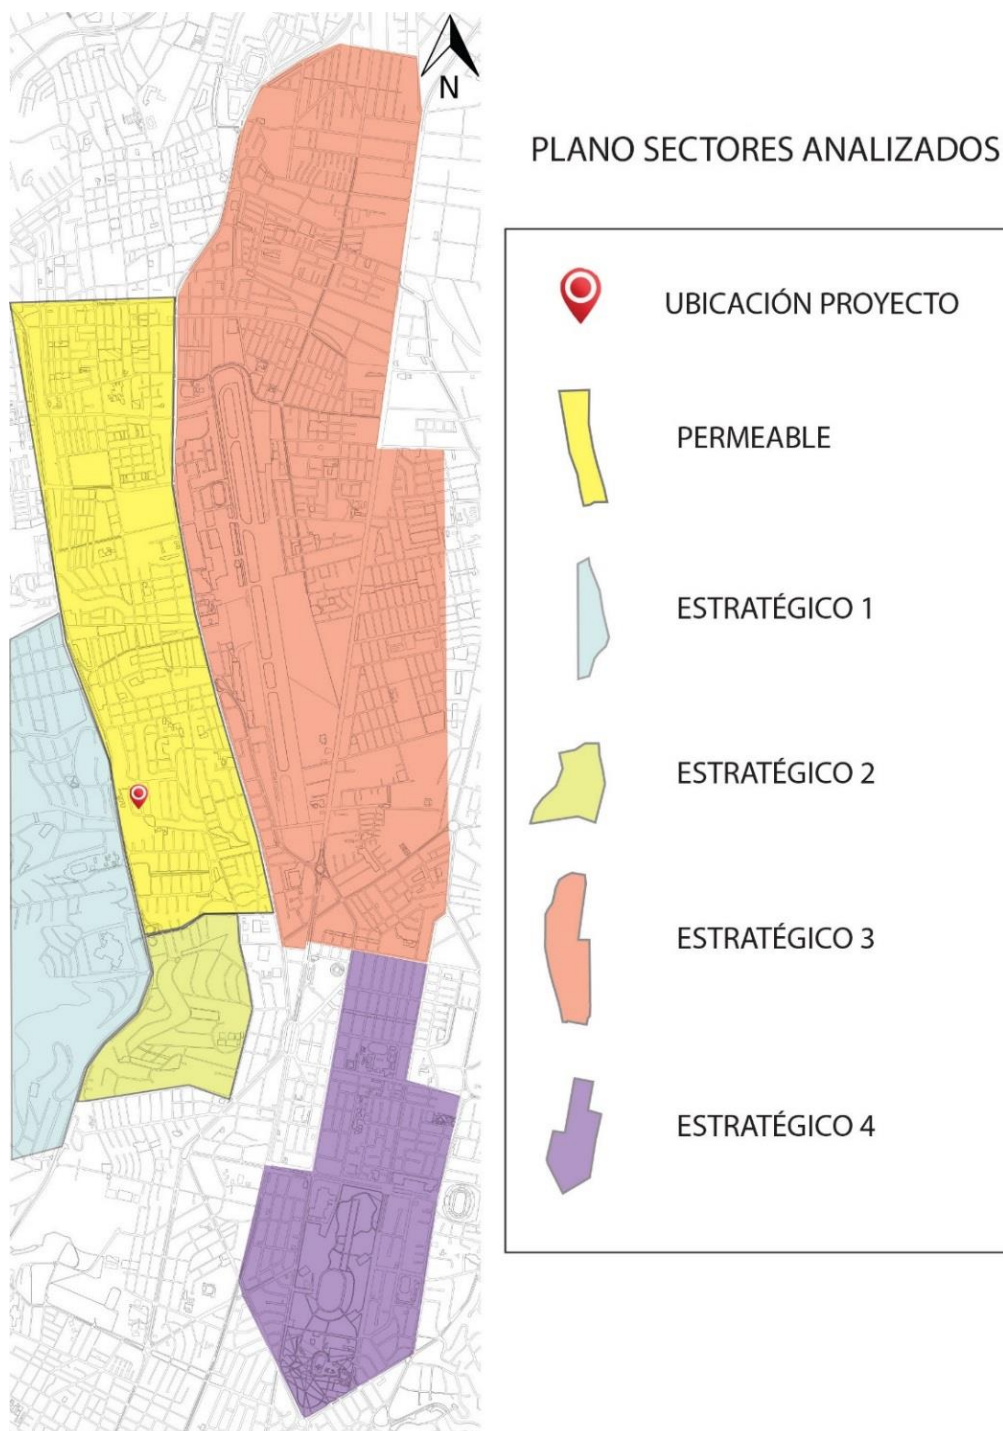 N
PLANO SECTORES ANALIZADOS
UBICACIÓN PROYECTO
PERMEABLE
ESTRATÉGICO 1
ESTRATÉGICO 2
ESTRATÉGICO 3
ESTRATÉGICO 4